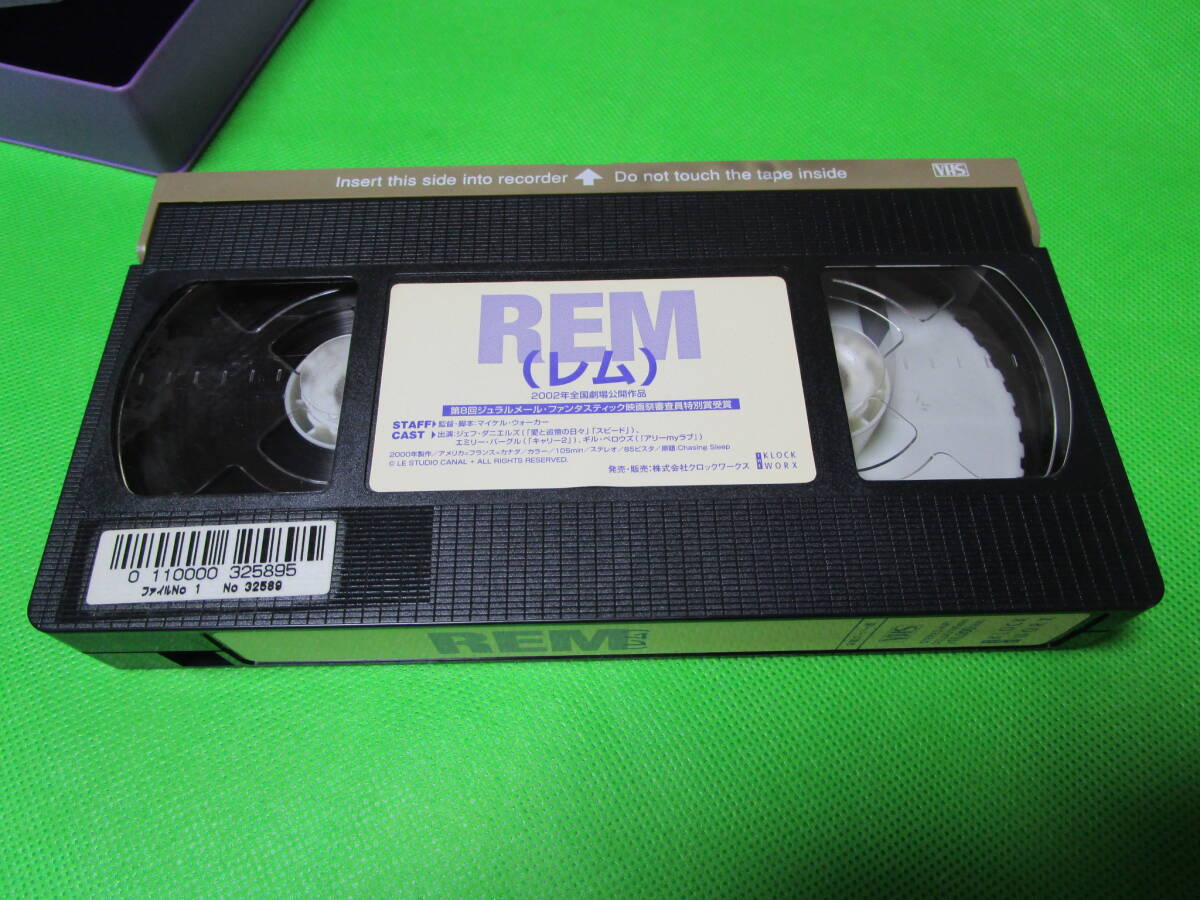 Insert this side into recorder ⬆ Do not touch the tape inside
VHS
REM
(レム)
2002年全国劇場公開作品
第8回ジュラルメール・ファンタスティック映画祭審査員特別賞受賞
STAFF▶ 監督・脚本:マイケル・ウォーカー
CAST▶ 出演:ジェフ・ダニエルズ(「愛と追憶の日々」「スピード」)、
エミリー・バーグル(「キャリー2」)、ギル・ベロウズ(「アリーmyラブ」)
2000年製作/アメリカ=フランス=カナダ/カラー/105min/ステレオ/85ビスタ/原題:Chasing Sleep
© LE STUDIO CANAL + ALL RIGHTS RESERVED.
発売・販売:株式会社クロックワークス
KLOCK
WORX
0 110000 325895
ファイルNo 1 No 32589
REM
レム
VHS